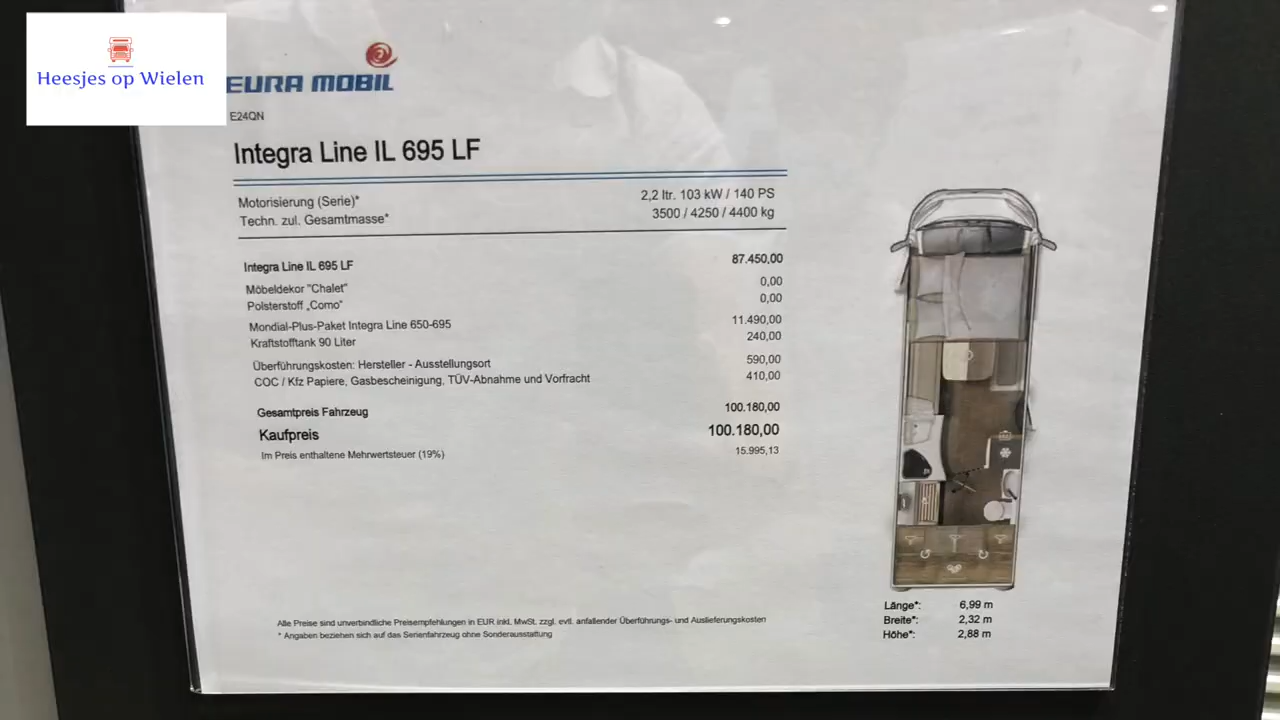 Heesjes op Wielen
EURA MOBIL
E24QN
Integra Line IL 695 LF
Motorisierung (Serie)* 2,2 ltr. 103 kW / 140 PS
Techn. zul. Gesamtmasse* 3500 / 4250 / 4400 kg
Integra Line IL 695 LF 87.450,00
Möbeldekor "Chalet" 0,00
Polsterstoff „Como" 0,00
Mondial-Plus-Paket Integra Line 650-695 11.490,00
Kraftstofftank 90 Liter 240,00
Überführungskosten: Hersteller - Ausstellungsort 590,00
COC / Kfz Papiere, Gasbescheinigung, TÜV-Abnahme und Vorfracht 410,00
Gesamtpreis Fahrzeug 100.180,00
Kaufpreis 100.180,00
Im Preis enthaltene Mehrwertsteuer (19%) 15.995,13
Länge*: 6,99 m
Breite*: 2,32 m
Höhe*: 2,88 m
Alle Preise sind unverbindliche Preisempfehlungen in EUR inkl. MwSt. zzgl. evtl. anfallender Überführungs- und Auslieferungskosten
* Angaben beziehen sich auf das Serienfahrzeug ohne Sonderausstattung